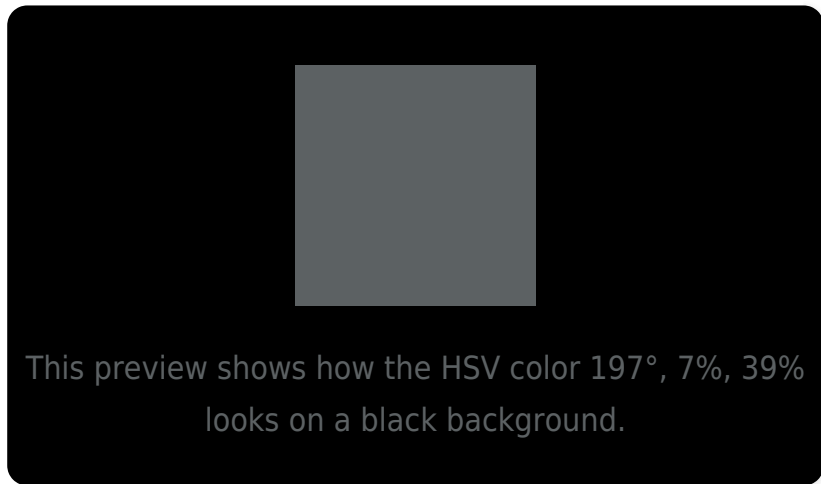 This preview shows how the HSV color 197°, 7%, 39%
looks on a black background.